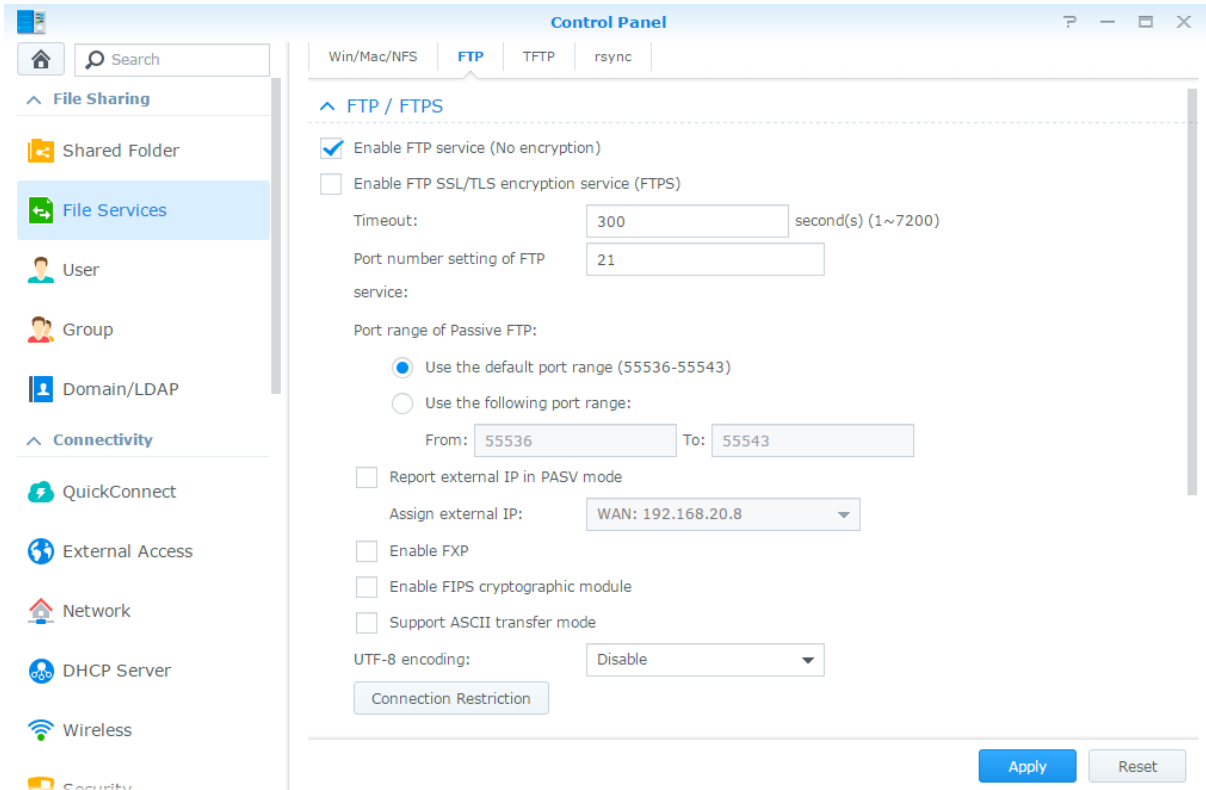 Control Panel
Search
File Sharing
Shared Folder
File Services
User
Group
Domain/LDAP
Connectivity
QuickConnect
External Access
Network
DHCP Server
Wireless
Security
Win/Mac/NFS FTP TFTP rsync
FTP / FTPS
Enable FTP service (No encryption)
Enable FTP SSL/TLS encryption service (FTPS)
Timeout: 300 second(s) (1~7200)
Port number setting of FTP 21
service:
Port range of Passive FTP:
Use the default port range (55536-55543)
Use the following port range:
From: 55536 To: 55543
Report external IP in PASV mode
Assign external IP: WAN: 192.168.20.8
Enable FXP
Enable FIPS cryptographic module
Support ASCII transfer mode
UTF-8 encoding: Disable
Connection Restriction
Apply Reset